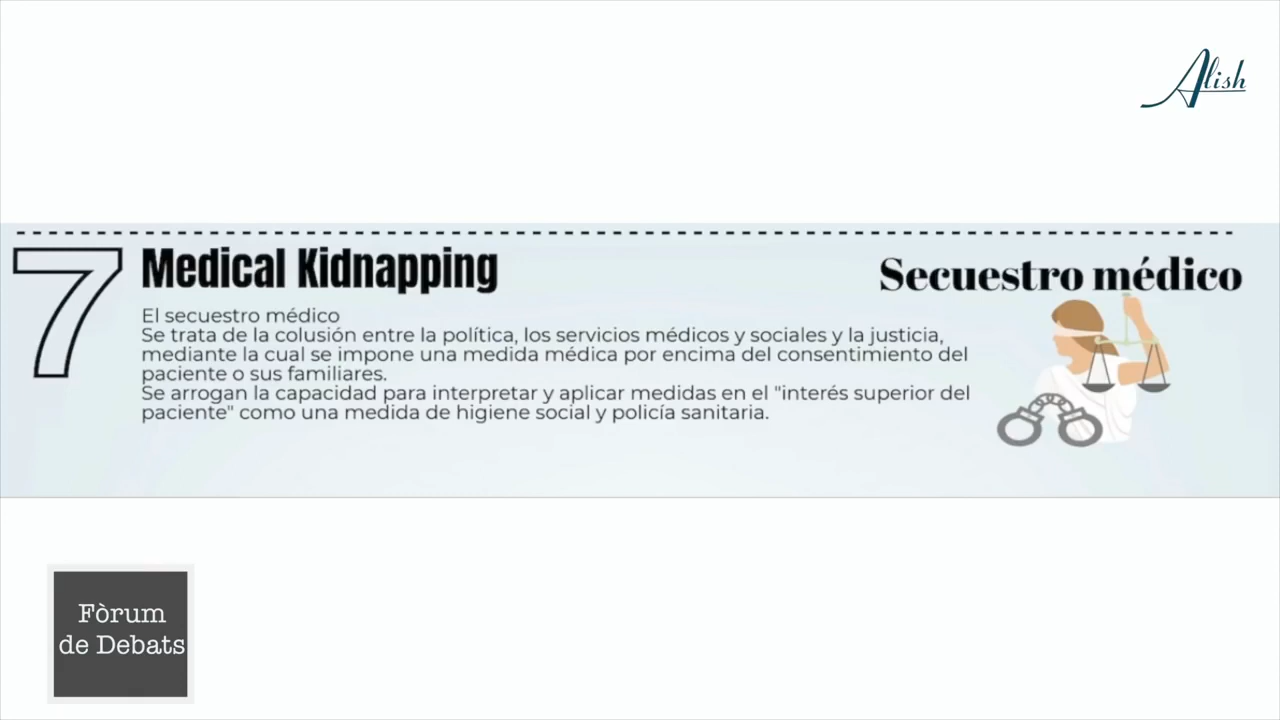 Alish
7
Medical Kidnapping
Secuestro médico
El secuestro médico
Se trata de la colusión entre la política, los servicios médicos y sociales y la justicia,
mediante la cual se impone una medida médica por encima del consentimiento del
paciente o sus familiares.
Se arrogan la capacidad para interpretar y aplicar medidas en el "interés superior del
paciente" como una medida de higiene social y policía sanitaria.
Fòrum
de Debats